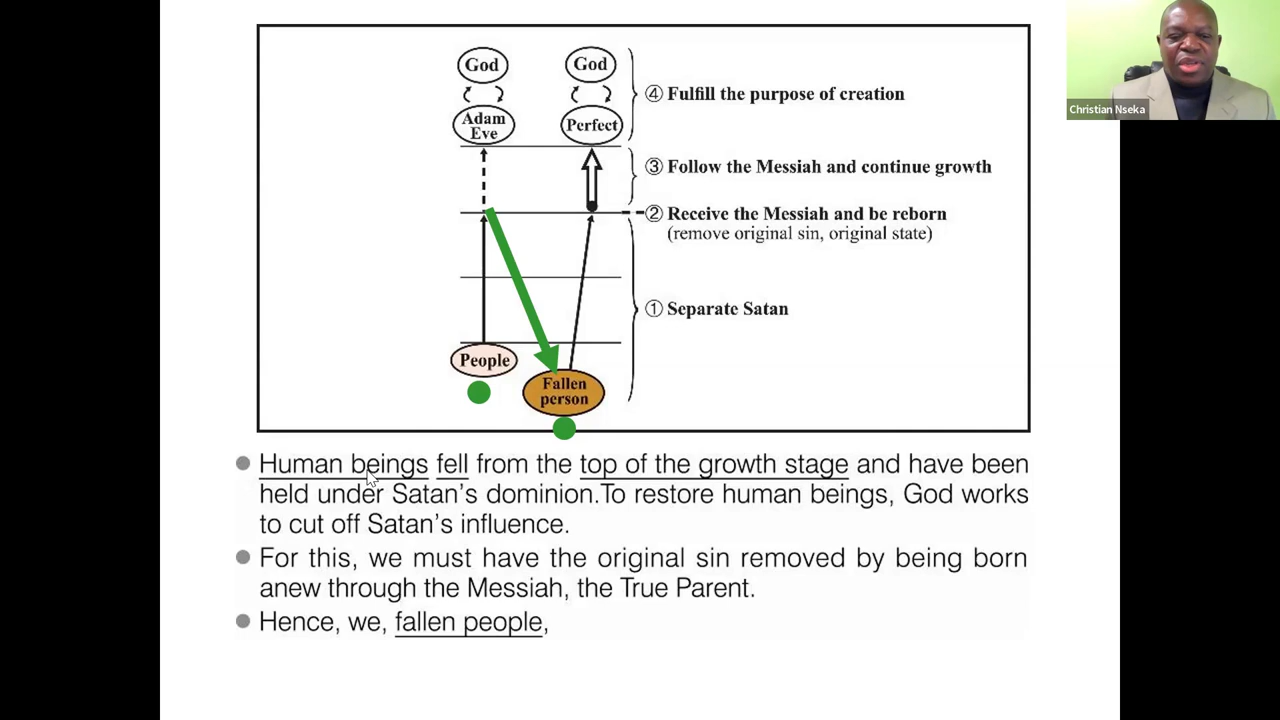 God
God
Adam
Eve
Perfect
④ Fulfill the purpose of creation
③ Follow the Messiah and continue growth
② Receive the Messiah and be reborn
(remove original sin, original state)
① Separate Satan
People
Fallen
person
Christian Nseka
● Human beings fell from the top of the growth stage and have been
held under Satan's dominion.To restore human beings, God works
to cut off Satan's influence.
● For this, we must have the original sin removed by being born
anew through the Messiah, the True Parent.
● Hence, we, fallen people,